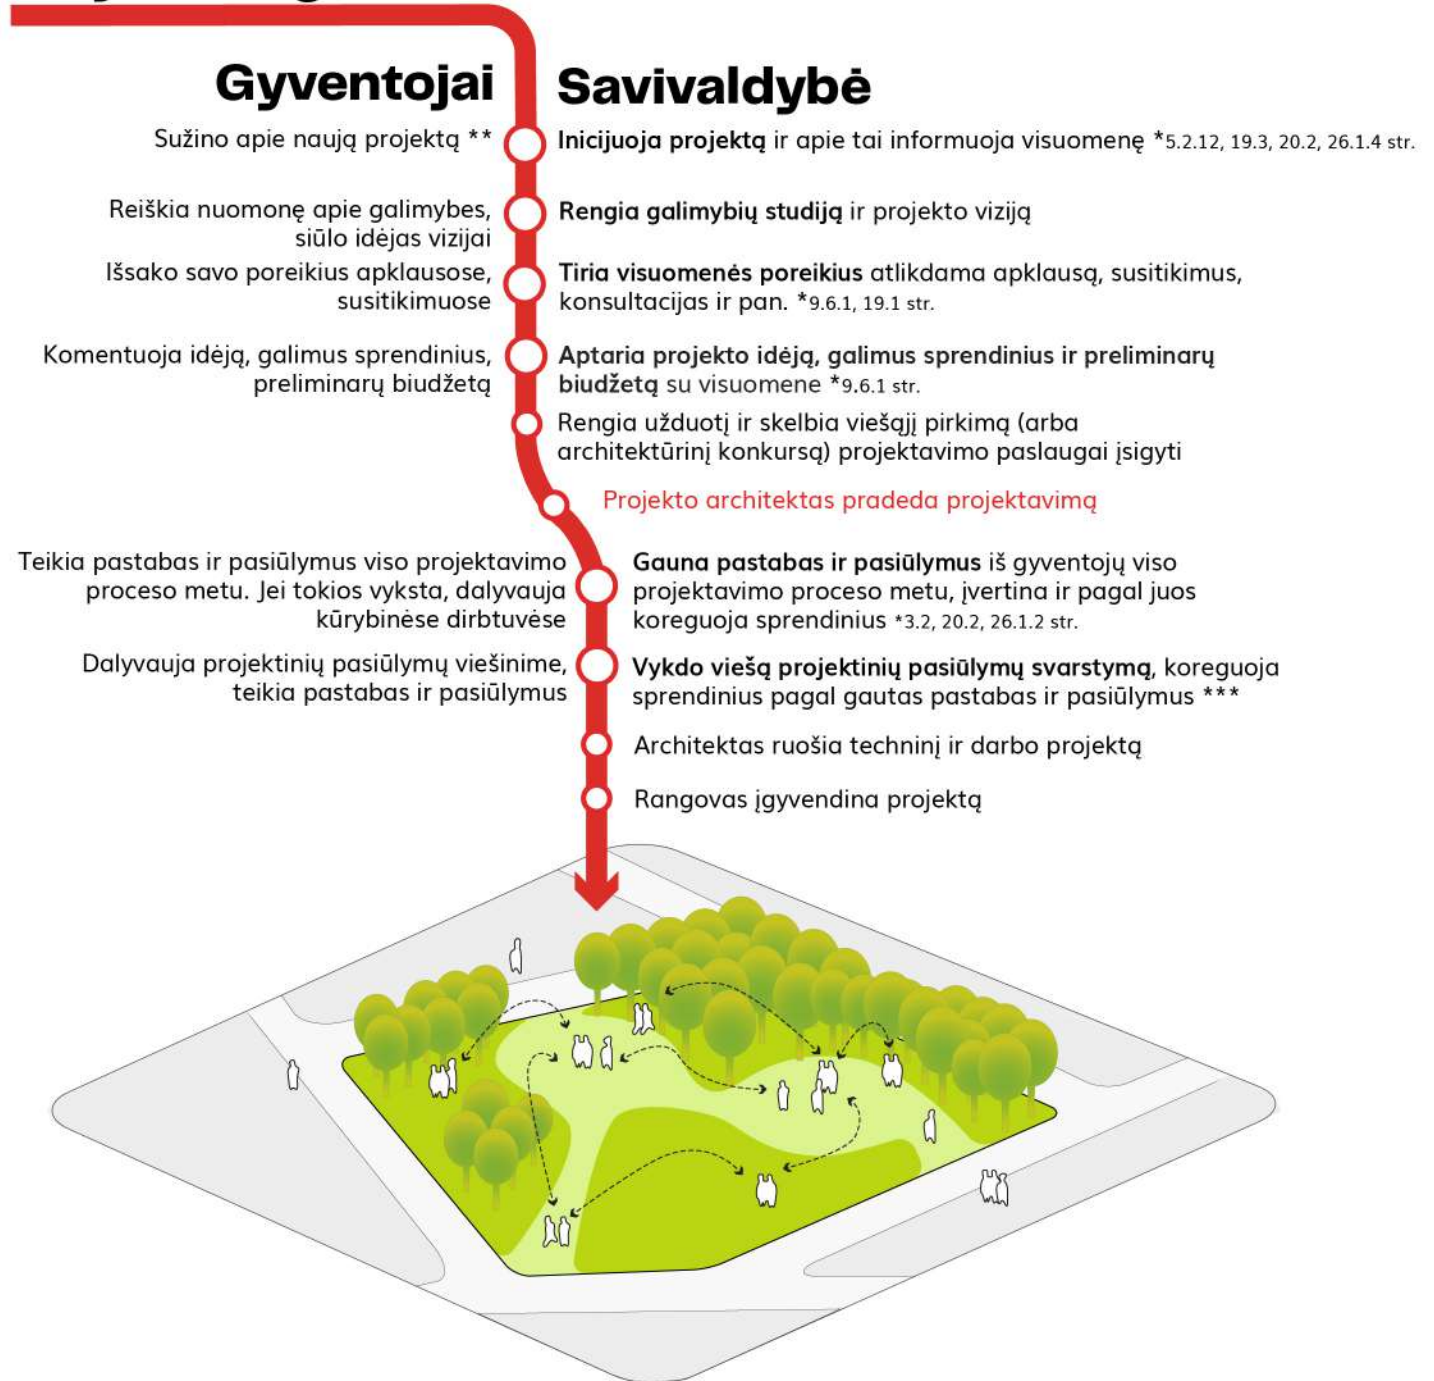 Gyventojai
Savivaldybė
Sužino apie naują projektą **
Inicijuoja projektą ir apie tai informuoja visuomenę *5.2.12, 19.3, 20.2, 26.1.4 str.
Reiškia nuomonę apie galimybes,
siūlo idėjas vizijai
Rengia galimybių studiją ir projekto viziją
Išsako savo poreikius apklausose,
susitikimuose
Tiria visuomenės poreikius atlikdama apklausą, susitikimus,
konsultacijas ir pan. *9.6.1, 19.1 str.
Komentuoja idėją, galimus sprendinius,
preliminarų biudžetą
Aptaria projekto idėją, galimus sprendinius ir preliminarų
biudžetą su visuomene *9.6.1 str.
Rengia užduotį ir skelbia viešąjį pirkimą (arba
architektūrinį konkursą) projektavimo paslaugai įsigyti
Projekto architektas pradeda projektavimą
Teikia pastabas ir pasiūlymus viso projektavimo
proceso metu. Jei tokios vyksta, dalyvauja
kūrybinėse dirbtuvėse
Gauna pastabas ir pasiūlymus iš gyventojų viso
projektavimo proceso metu, įvertina ir pagal juos
koreguoja sprendinius *3.2, 20.2, 26.1.2 str.
Dalyvauja projektinių pasiūlymų viešinime,
teikia pastabas ir pasiūlymus
Vykdo viešą projektinių pasiūlymų svarstymą, koreguoja
sprendinius pagal gautas pastabas ir pasiūlymus ***
Architektas ruošia techninį ir darbo projektą
Rangovas įgyvendina projektą